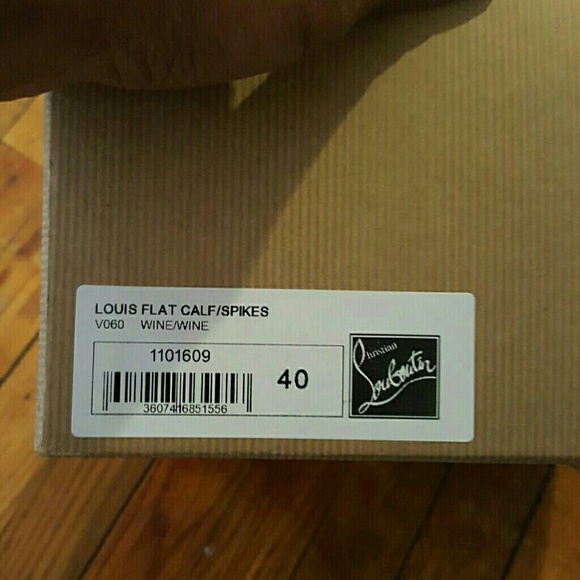 LOUIS FLAT CALF/SPIKES
V060 WINE/WINE
1101609
40
3607416851556
Christian
Louboutin